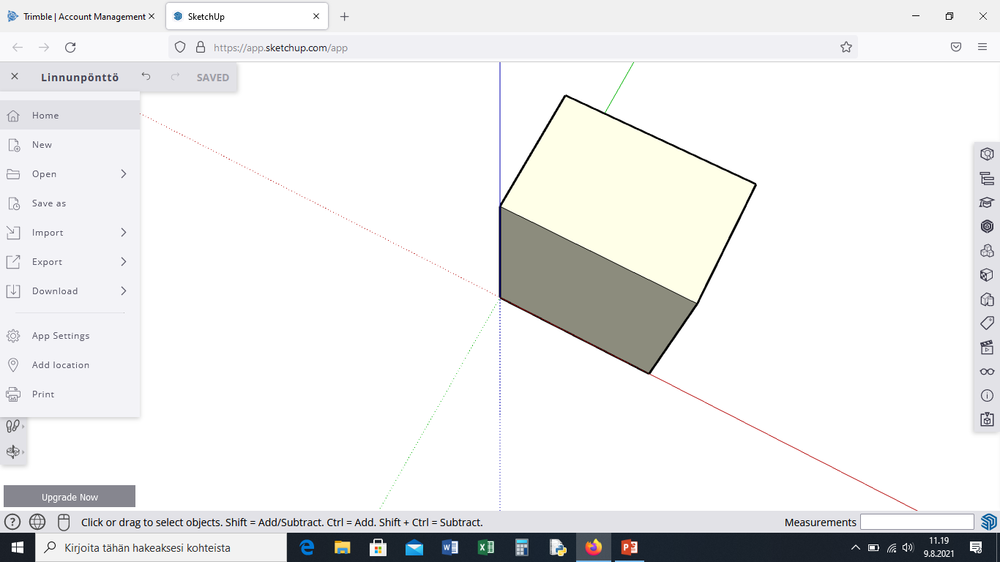 Trimble | Account Management
SketchUp
https://app.sketchup.com/app
Linnunpönttö
SAVED
Home
New
Open
Save as
Import
Export
Download
App Settings
Add location
Print
Upgrade Now
Click or drag to select objects. Shift = Add/Subtract. Ctrl = Add. Shift + Ctrl = Subtract.
Measurements
Kirjoita tähän hakeaksesi kohteista
11.19
9.8.2021